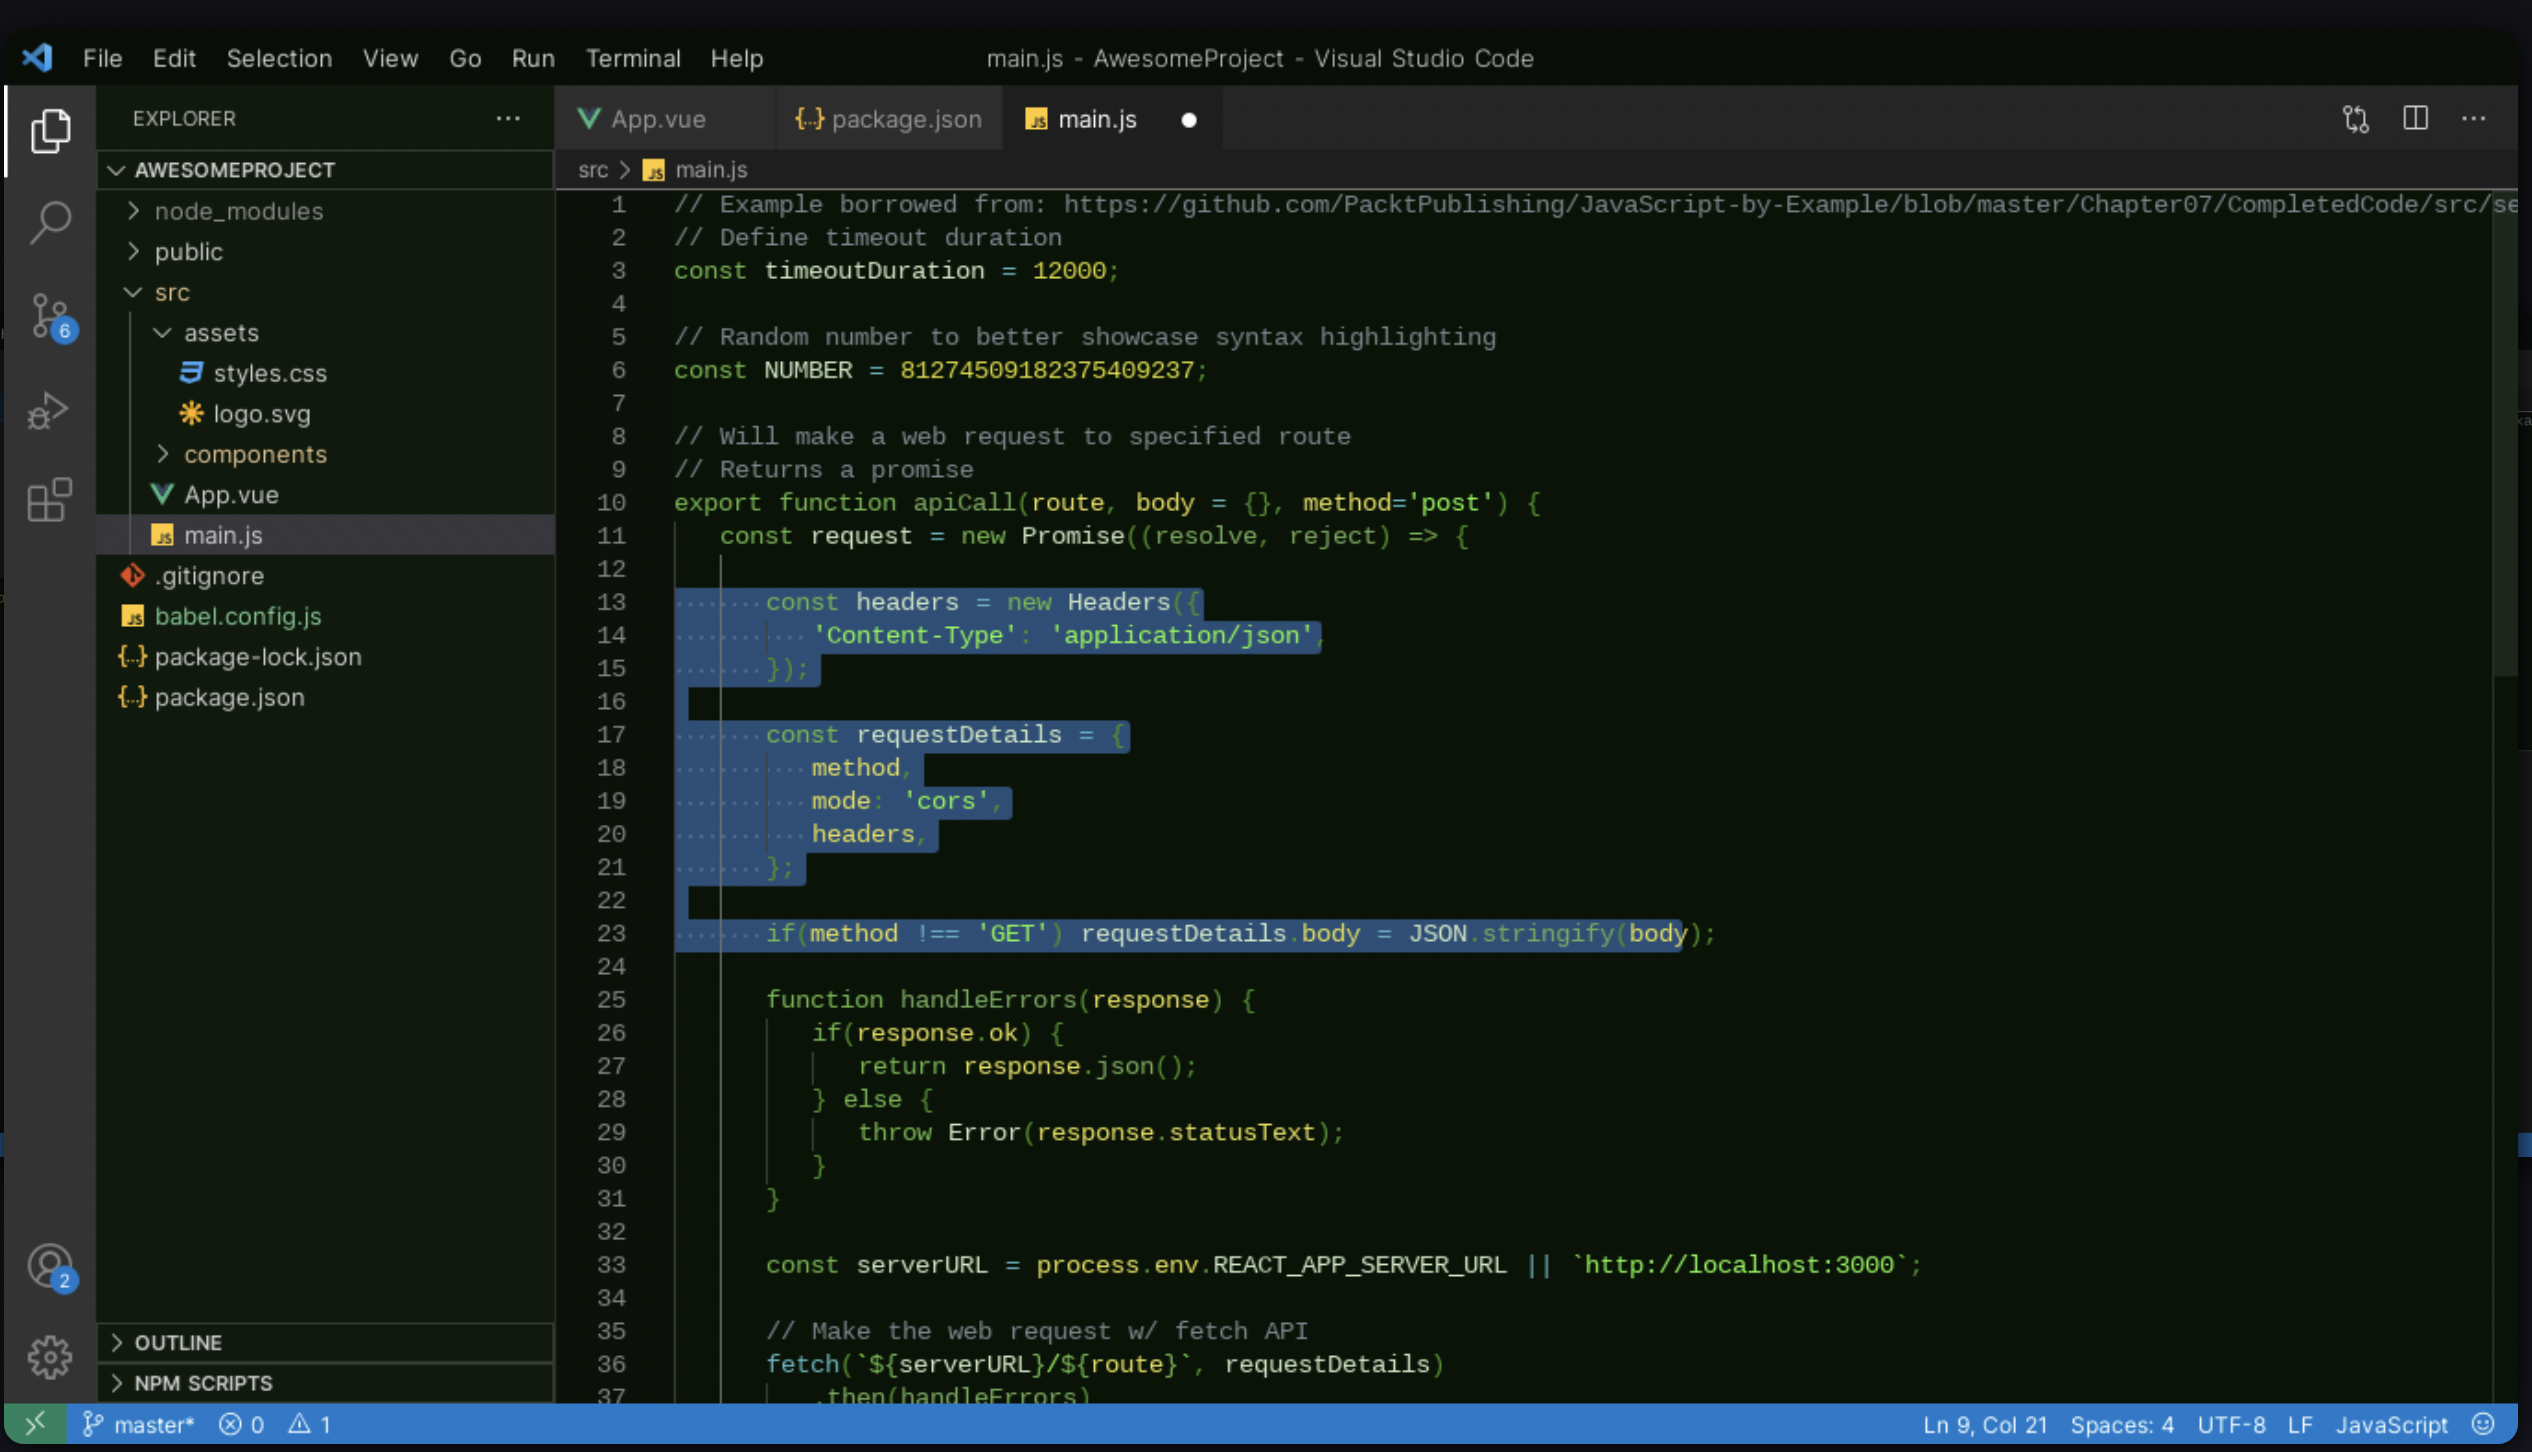 File Edit Selection View Go Run Terminal Help
main.js - AwesomeProject - Visual Studio Code
EXPLORER
AWESOMEPROJECT
node_modules
public
src
assets
styles.css
logo.svg
components
App.vue
main.js
.gitignore
babel.config.js
package-lock.json
package.json
OUTLINE
NPM SCRIPTS
6
2
App.vue package.json main.js
src > main.js
1 // Example borrowed from: https://github.com/PacktPublishing/JavaScript-by-Example/blob/master/Chapter07/CompletedCode/src/se
2 // Define timeout duration
3 const timeoutDuration = 12000;
4
5 // Random number to better showcase syntax highlighting
6 const NUMBER = 81274509182375409237;
7
8 // Will make a web request to specified route
9 // Returns a promise
10 export function apiCall(route, body = {}, method='post') {
11 const request = new Promise((resolve, reject) => {
12
13 const headers = new Headers({
14 'Content-Type': 'application/json',
15 });
16
17 const requestDetails = {
18 method,
19 mode: 'cors',
20 headers,
21 };
22
23 if(method !== 'GET') requestDetails.body = JSON.stringify(body);
24
25 function handleErrors(response) {
26 if(response.ok) {
27 return response.json();
28 } else {
29 throw Error(response.statusText);
30 }
31 }
32
33 const serverURL = process.env.REACT_APP_SERVER_URL || `http://localhost:3000`;
34
35 // Make the web request w/ fetch API
36 fetch(`${serverURL}/${route}`, requestDetails)
37 .then(handleErrors)
master* 0 1
Ln 9, Col 21 Spaces: 4 UTF-8 LF JavaScript